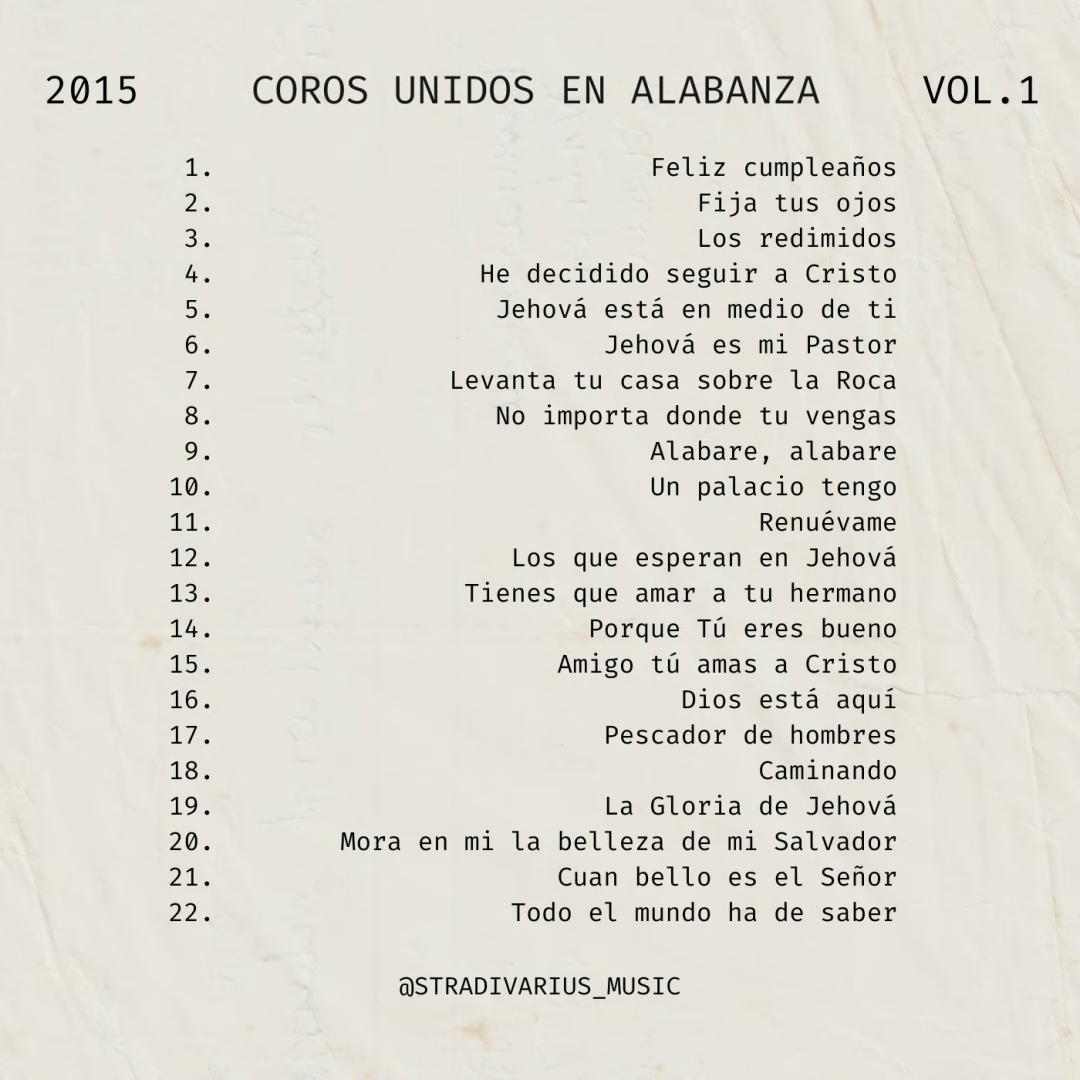 2015 COROS UNIDOS EN ALABANZA VOL.1
1. Feliz cumpleaños
2. Fija tus ojos
3. Los redimidos
4. He decidido seguir a Cristo
5. Jehová está en medio de ti
6. Jehová es mi Pastor
7. Levanta tu casa sobre la Roca
8. No importa donde tu vengas
9. Alabare, alabare
10. Un palacio tengo
11. Renuévame
12. Los que esperan en Jehová
13. Tienes que amar a tu hermano
14. Porque Tú eres bueno
15. Amigo tú amas a Cristo
16. Dios está aquí
17. Pescador de hombres
18. Caminando
19. La Gloria de Jehová
20. Mora en mi la belleza de mi Salvador
21. Cuan bello es el Señor
22. Todo el mundo ha de saber
@STRADIVARIUS_MUSIC